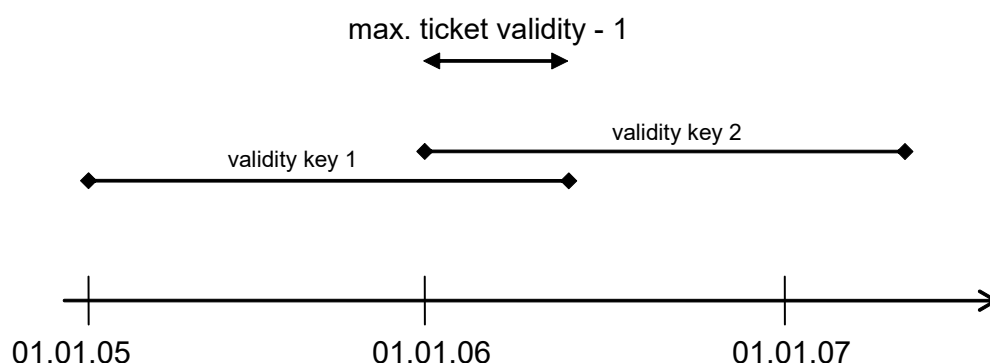 max. ticket validity - 1
validity key 2
validity key 1
01.01.05
01.01.06
01.01.07